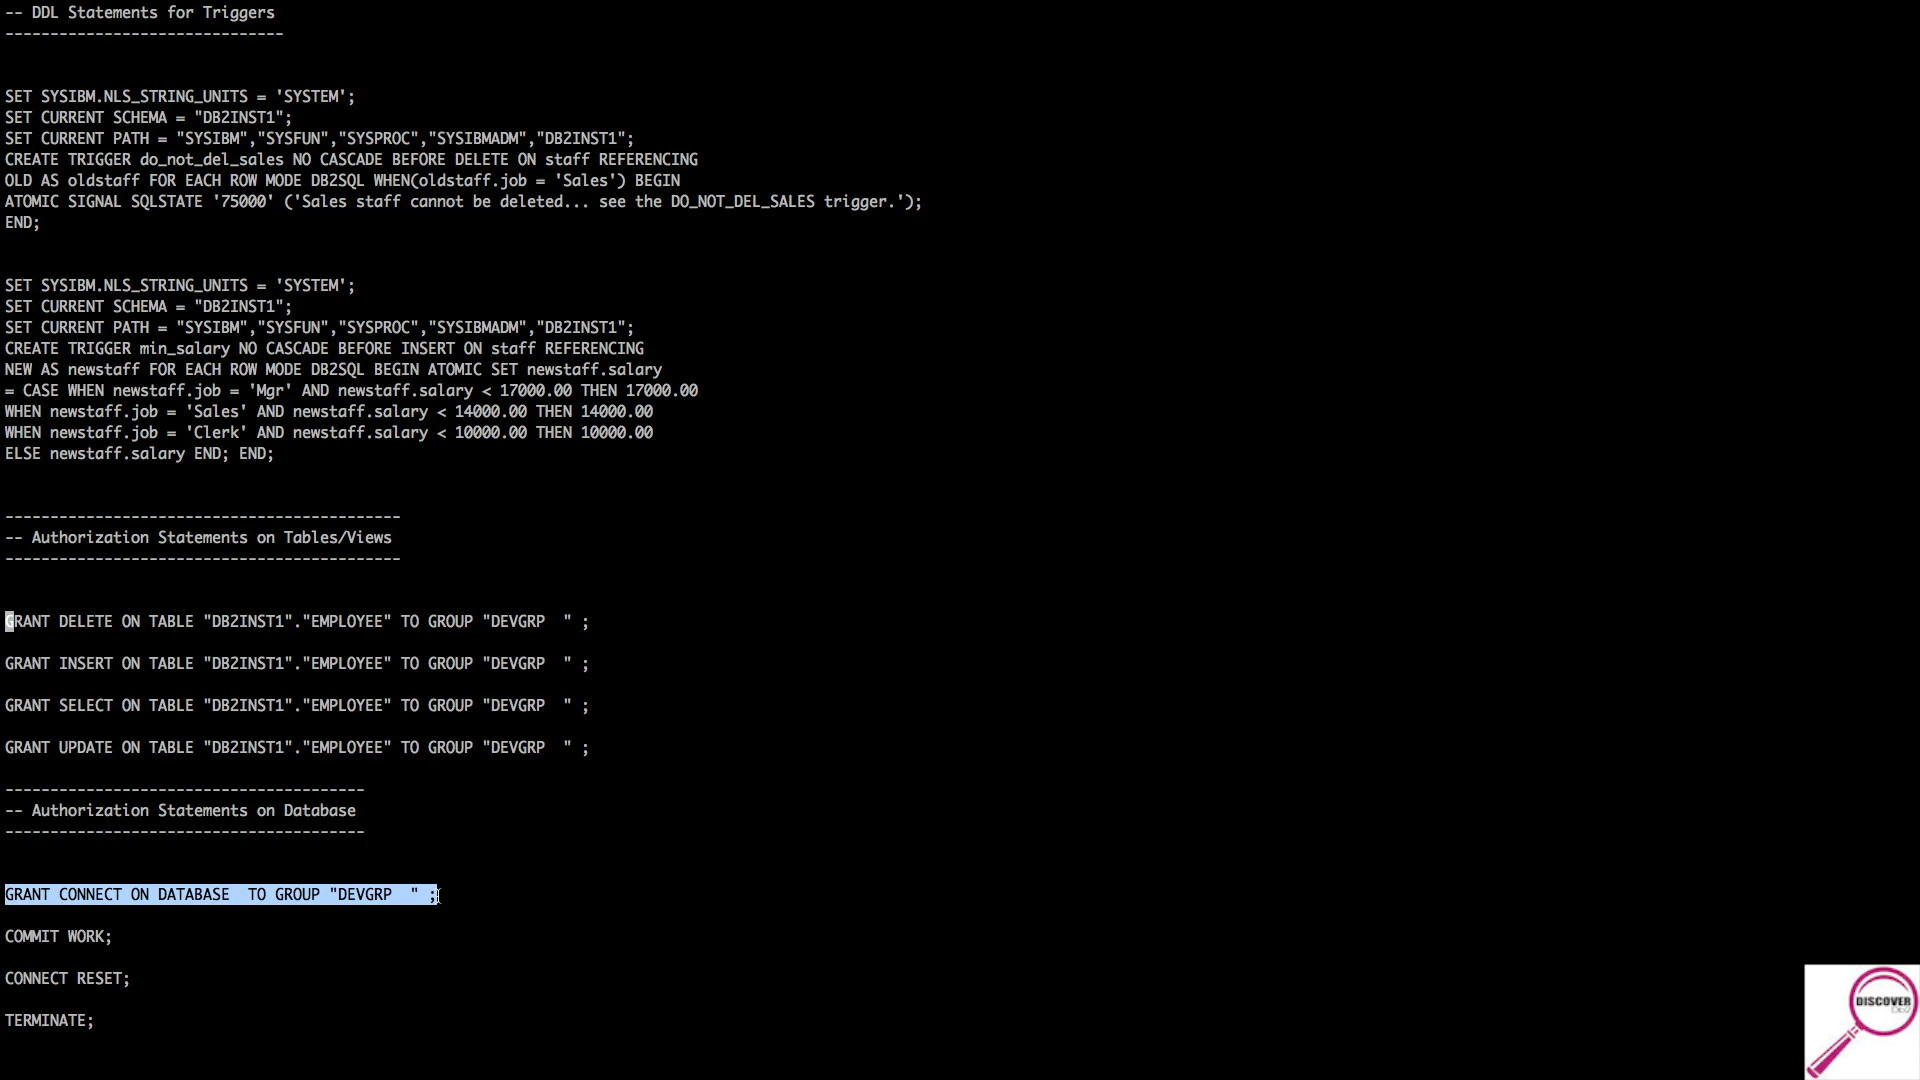 -- DDL Statements for Triggers
-------------------------------
SET SYSIBM.NLS_STRING_UNITS = 'SYSTEM';
SET CURRENT SCHEMA = "DB2INST1";
SET CURRENT PATH = "SYSIBM","SYSFUN","SYSPROC","SYSIBMADM","DB2INST1";
CREATE TRIGGER do_not_del_sales NO CASCADE BEFORE DELETE ON staff REFERENCING
OLD AS oldstaff FOR EACH ROW MODE DB2SQL WHEN(oldstaff.job = 'Sales') BEGIN
ATOMIC SIGNAL SQLSTATE '75000' ('Sales staff cannot be deleted... see the DO_NOT_DEL_SALES trigger.');
END;
SET SYSIBM.NLS_STRING_UNITS = 'SYSTEM';
SET CURRENT SCHEMA = "DB2INST1";
SET CURRENT PATH = "SYSIBM","SYSFUN","SYSPROC","SYSIBMADM","DB2INST1";
CREATE TRIGGER min_salary NO CASCADE BEFORE INSERT ON staff REFERENCING
NEW AS newstaff FOR EACH ROW MODE DB2SQL BEGIN ATOMIC SET newstaff.salary
= CASE WHEN newstaff.job = 'Mgr' AND newstaff.salary < 17000.00 THEN 17000.00
WHEN newstaff.job = 'Sales' AND newstaff.salary < 14000.00 THEN 14000.00
WHEN newstaff.job = 'Clerk' AND newstaff.salary < 10000.00 THEN 10000.00
ELSE newstaff.salary END; END;
--------------------------------------------
-- Authorization Statements on Tables/Views
--------------------------------------------
GRANT DELETE ON TABLE "DB2INST1"."EMPLOYEE" TO GROUP "DEVGRP  " ;
GRANT INSERT ON TABLE "DB2INST1"."EMPLOYEE" TO GROUP "DEVGRP  " ;
GRANT SELECT ON TABLE "DB2INST1"."EMPLOYEE" TO GROUP "DEVGRP  " ;
GRANT UPDATE ON TABLE "DB2INST1"."EMPLOYEE" TO GROUP "DEVGRP  " ;
----------------------------------------
-- Authorization Statements on Database
----------------------------------------
GRANT CONNECT ON DATABASE  TO GROUP "DEVGRP  " ;
COMMIT WORK;
CONNECT RESET;
TERMINATE;
DISCOVER
Db2